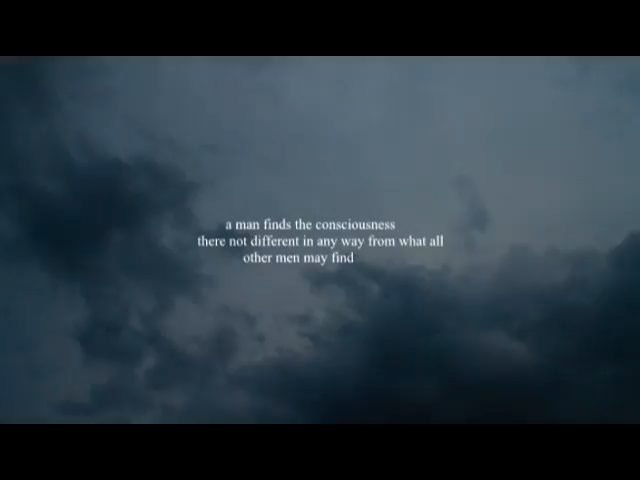 a man finds the consciousness
there not different in any way from what all
other men may find